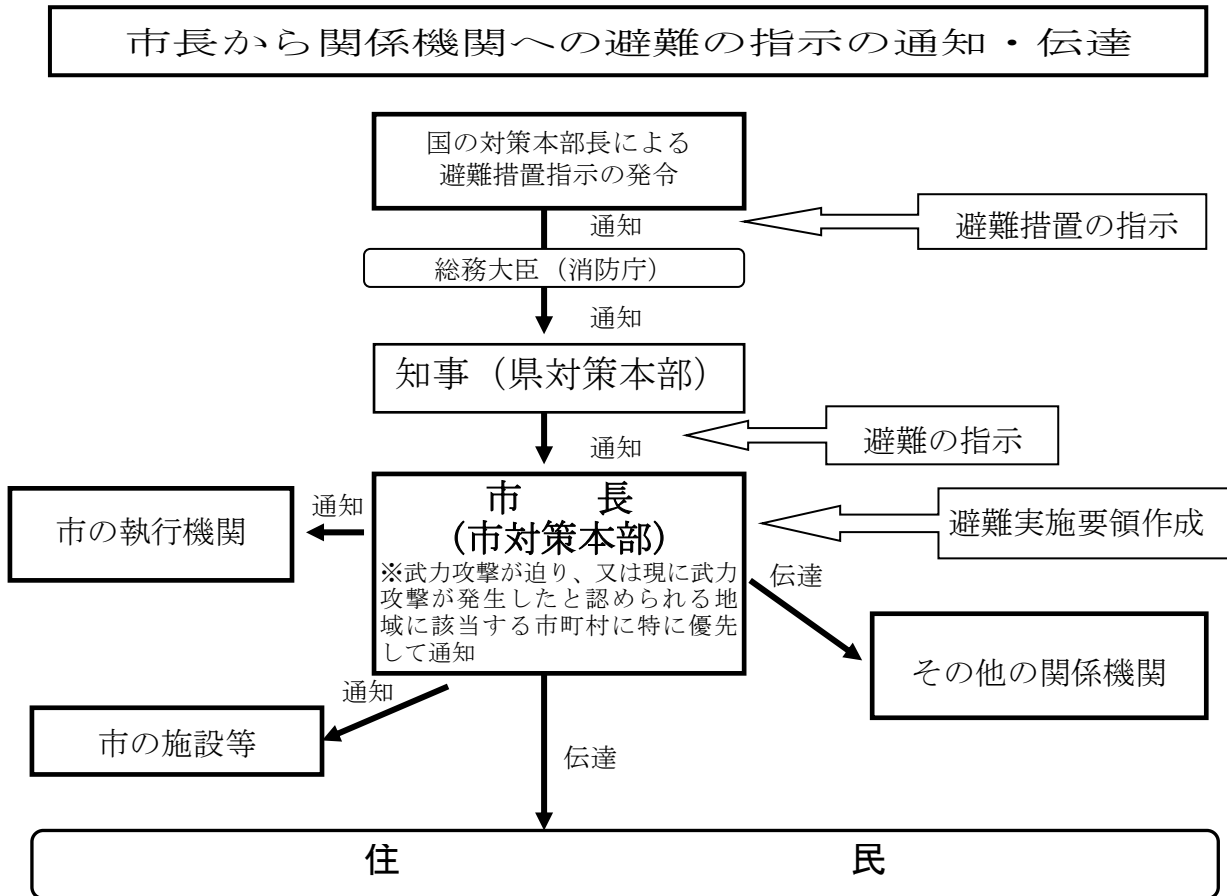 市長から関係機関への避難の指示の通知・伝達
国の対策本部長による
避難措置指示の発令
通知
避難措置の指示
総務大臣（消防庁）
通知
知事（県対策本部）
避難の指示
通知
市　　長
（市対策本部）
※武力攻撃が迫り、又は現に武力
攻撃が発生したと認められる地
域に該当する市町村に特に優先
して通知
通知
市の執行機関
避難実施要領作成
伝達
その他の関係機関
通知
市の施設等
伝達
住　　民